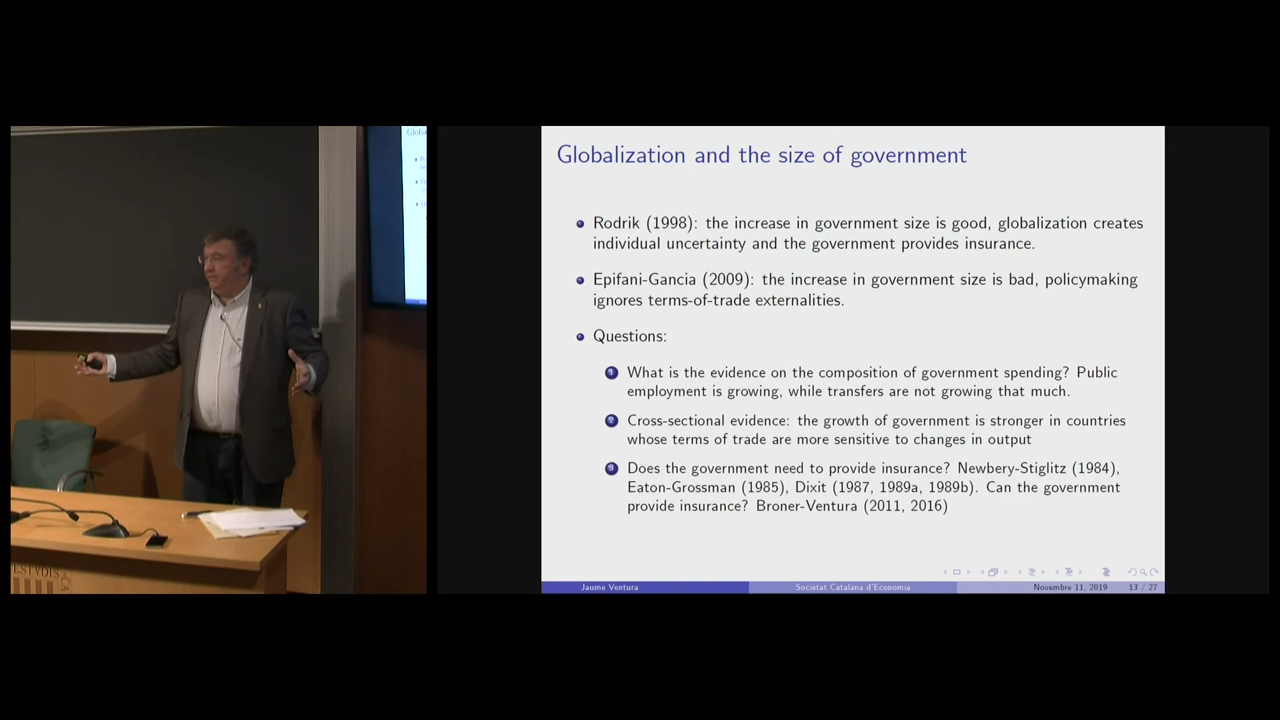 Globalization and the size of government
Rodrik (1998): the increase in government size is good, globalization creates
individual uncertainty and the government provides insurance.
Epifani-Gancia (2009): the increase in government size is bad, policymaking
ignores terms-of-trade externalities.
Questions:
1 What is the evidence on the composition of government spending? Public
employment is growing, while transfers are not growing that much.
2 Cross-sectional evidence: the growth of government is stronger in countries
whose terms of trade are more sensitive to changes in output
3 Does the government need to provide insurance? Newbery-Stiglitz (1984),
Eaton-Grossman (1985), Dixit (1987, 1989a, 1989b). Can the government
provide insurance? Broner-Ventura (2011, 2016)
Jaume Ventura Societat Catalana d'Economia Novembre 11, 2019 13 / 27
ESTVDIS
CA